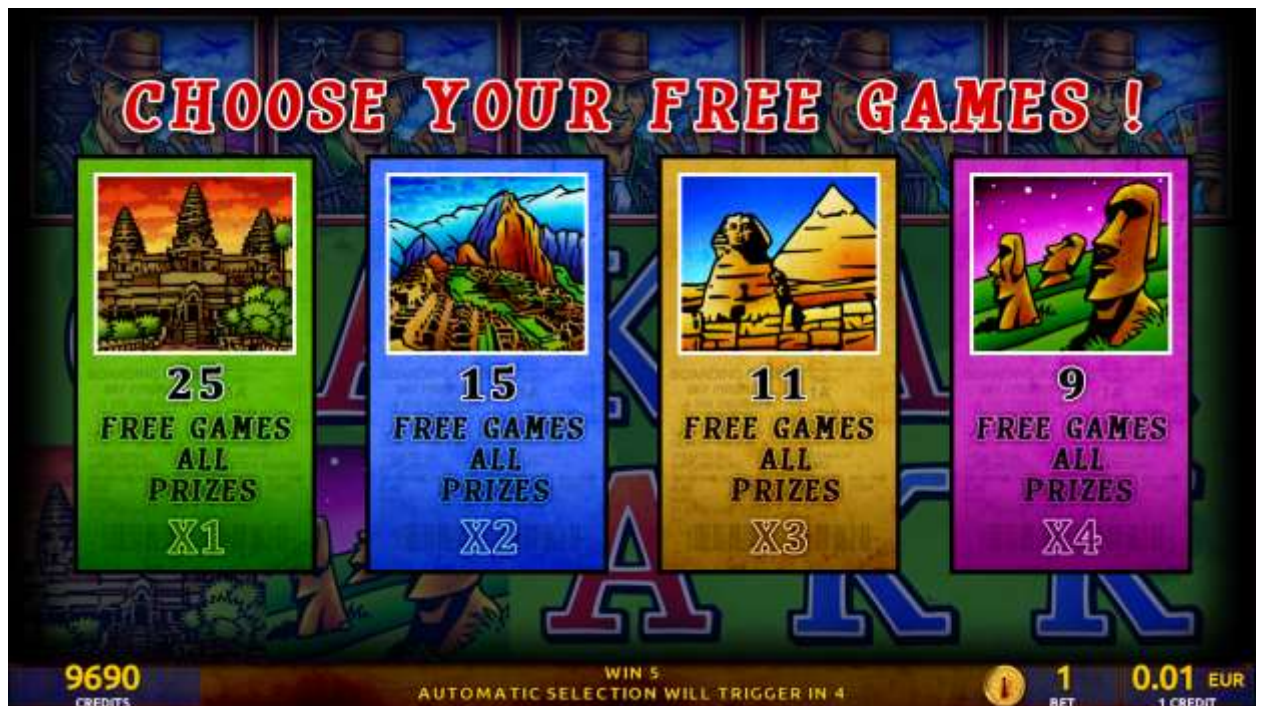 CHOOSE YOUR FREE GAMES !
25
FREE GAMES
ALL
PRIZES
X1
15
FREE GAMES
ALL
PRIZES
X2
11
FREE GAMES
ALL
PRIZES
X3
9
FREE GAMES
ALL
PRIZES
X4
A K A
A K K
9690
CREDITS
WIN 5
AUTOMATIC SELECTION WILL TRIGGER IN 4
1
BET
0.01 EUR
1 CREDIT